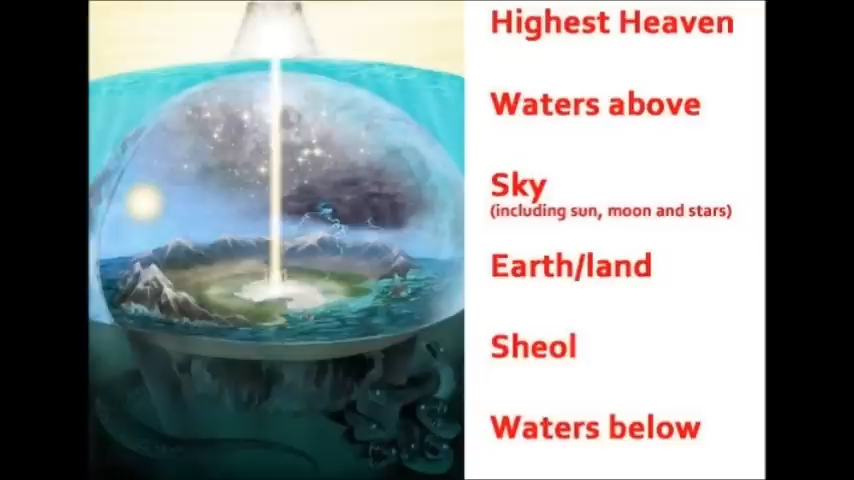 Highest Heaven
Waters above
Sky
(including sun, moon and stars)
Earth/land
Sheol
Waters below